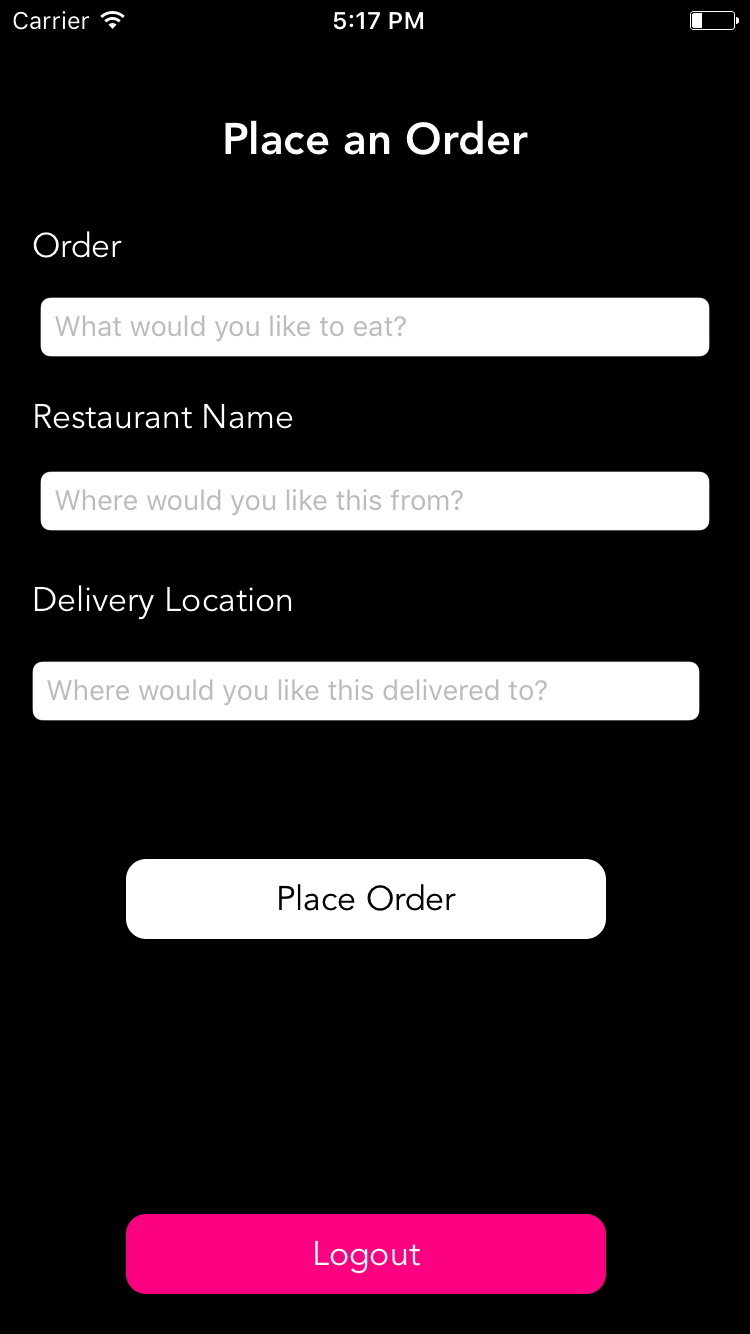 Carrier 5:17 PM
Place an Order
Order
What would you like to eat?
Restaurant Name
Where would you like this from?
Delivery Location
Where would you like this delivered to?
Place Order
Logout